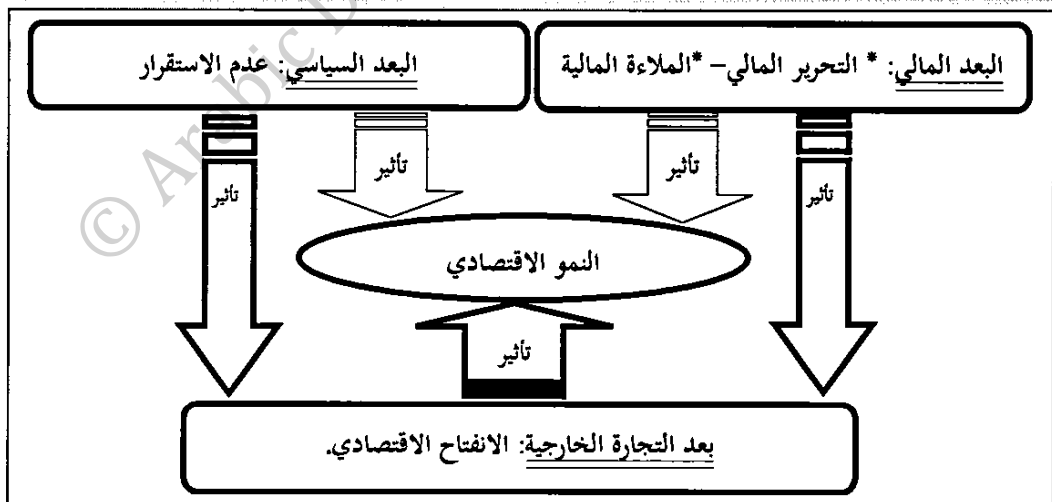 البعد المالي: * التحرير المالي– *الملاءة المالية
البعد السياسي: عدم الاستقرار
تأثير
تأثير
تأثير
تأثير
النمو الاقتصادي
تأثير
بعد التجارة الخارجية: الانفتاح الاقتصادي.
© Arabic